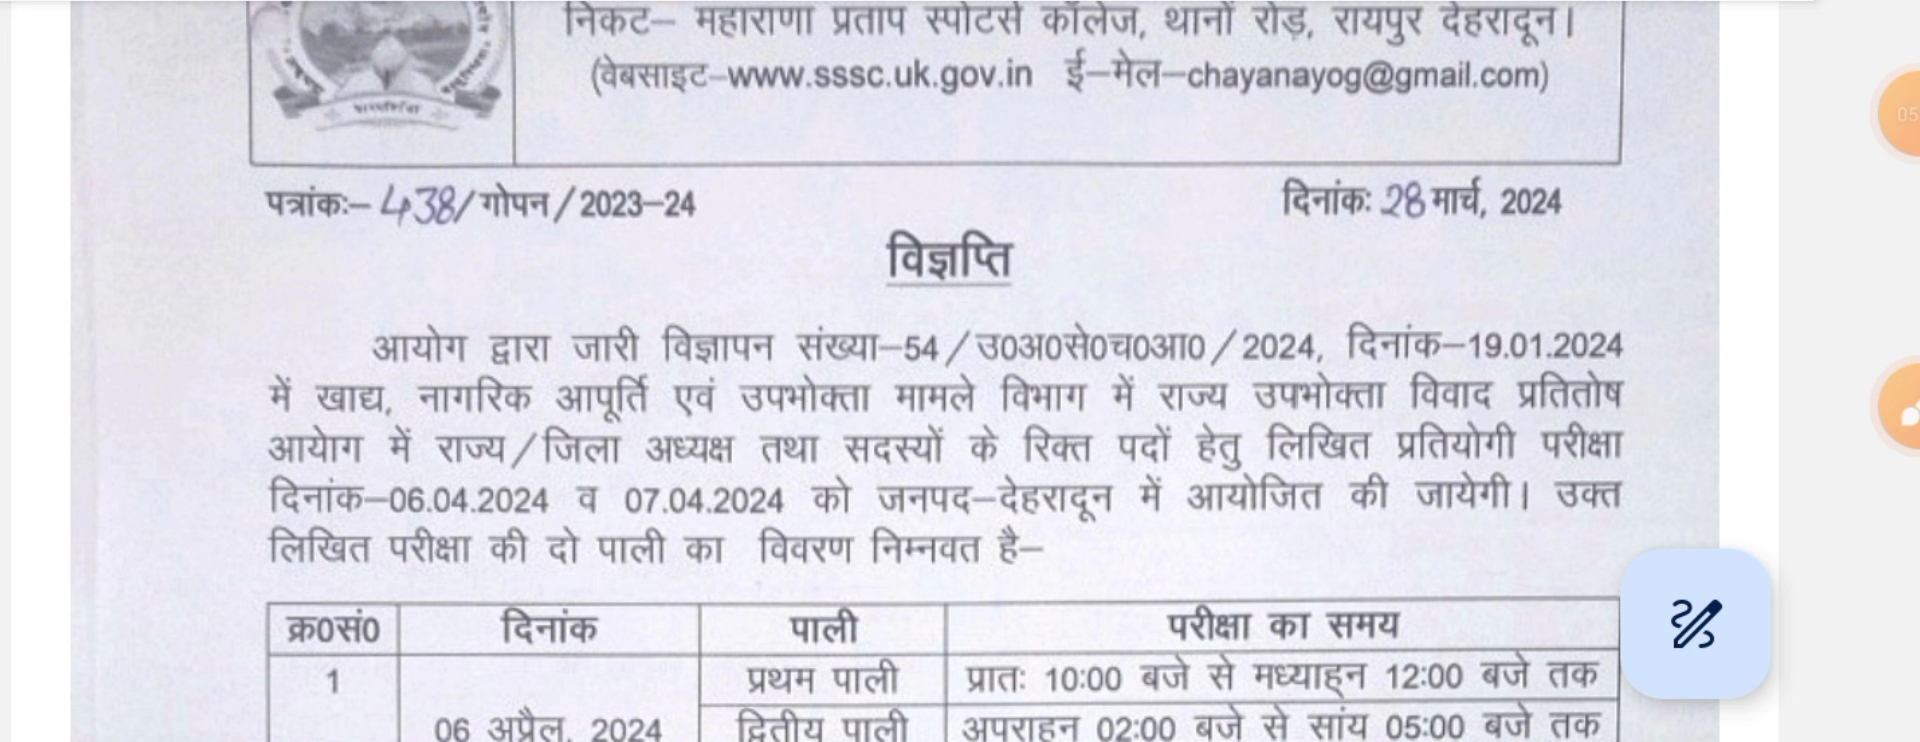 निकट– महाराणा प्रताप स्पोटर्स कॉलेज, थानो रोड़, रायपुर देहरादून।
(वेबसाइट–www.sssc.uk.gov.in ई–मेल–chayanayog@gmail.com)
पत्रांकः– 438/गोपन/2023–24 दिनांकः 28 मार्च, 2024
विज्ञप्ति
आयोग द्वारा जारी विज्ञापन संख्या–54/उ0अ0से0च0आ0/2024, दिनांक–19.01.2024
में खाद्य, नागरिक आपूर्ति एवं उपभोक्ता मामले विभाग में राज्य उपभोक्ता विवाद प्रतितोष
आयेाग में राज्य/जिला अध्यक्ष तथा सदस्यों के रिक्त पदों हेतु लिखित प्रतियोगी परीक्षा
दिनांक–06.04.2024 व 07.04.2024 को जनपद–देहरादून में आयोजित की जायेगी। उक्त
लिखित परीक्षा की दो पाली का विवरण निम्नवत है–
क्र0सं0 दिनांक पाली परीक्षा का समय
1 प्रथम पाली प्रातः 10:00 बजे से मध्याह्न 12:00 बजे तक
06 अप्रैल, 2024 द्वितीय पाली अपराहन 02:00 बजे से सांय 05:00 बजे तक
05